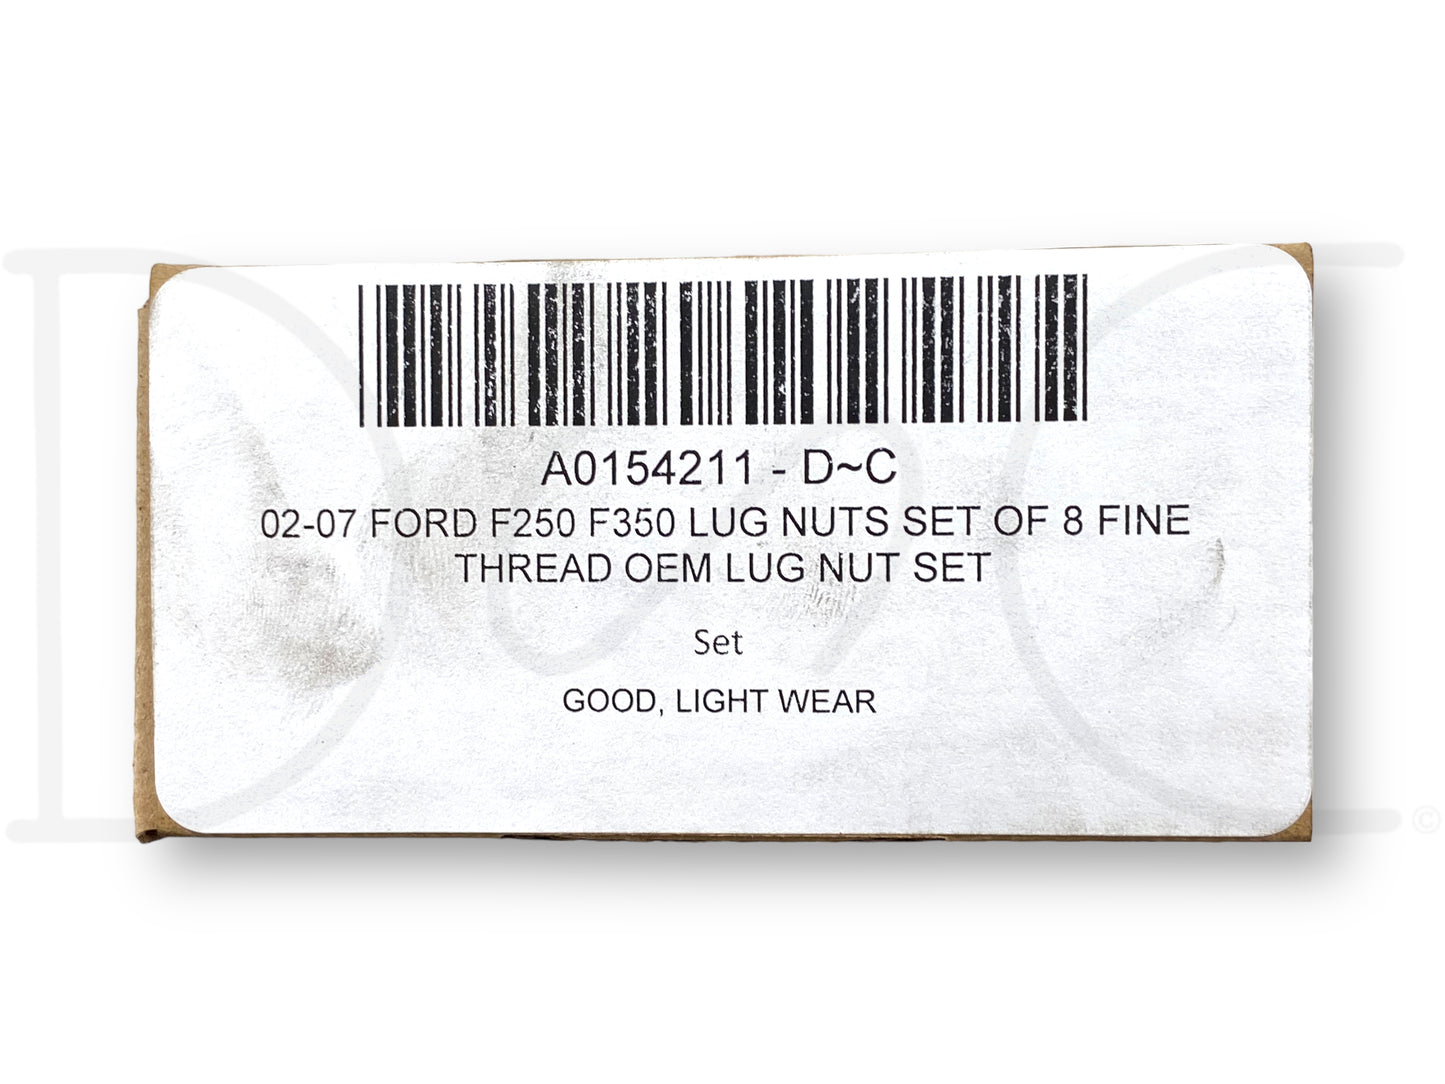 A0154211 - D~C
02-07 FORD F250 F350 LUG NUTS SET OF 8 FINE
THREAD OEM LUG NUT SET
Set
GOOD, LIGHT WEAR
©